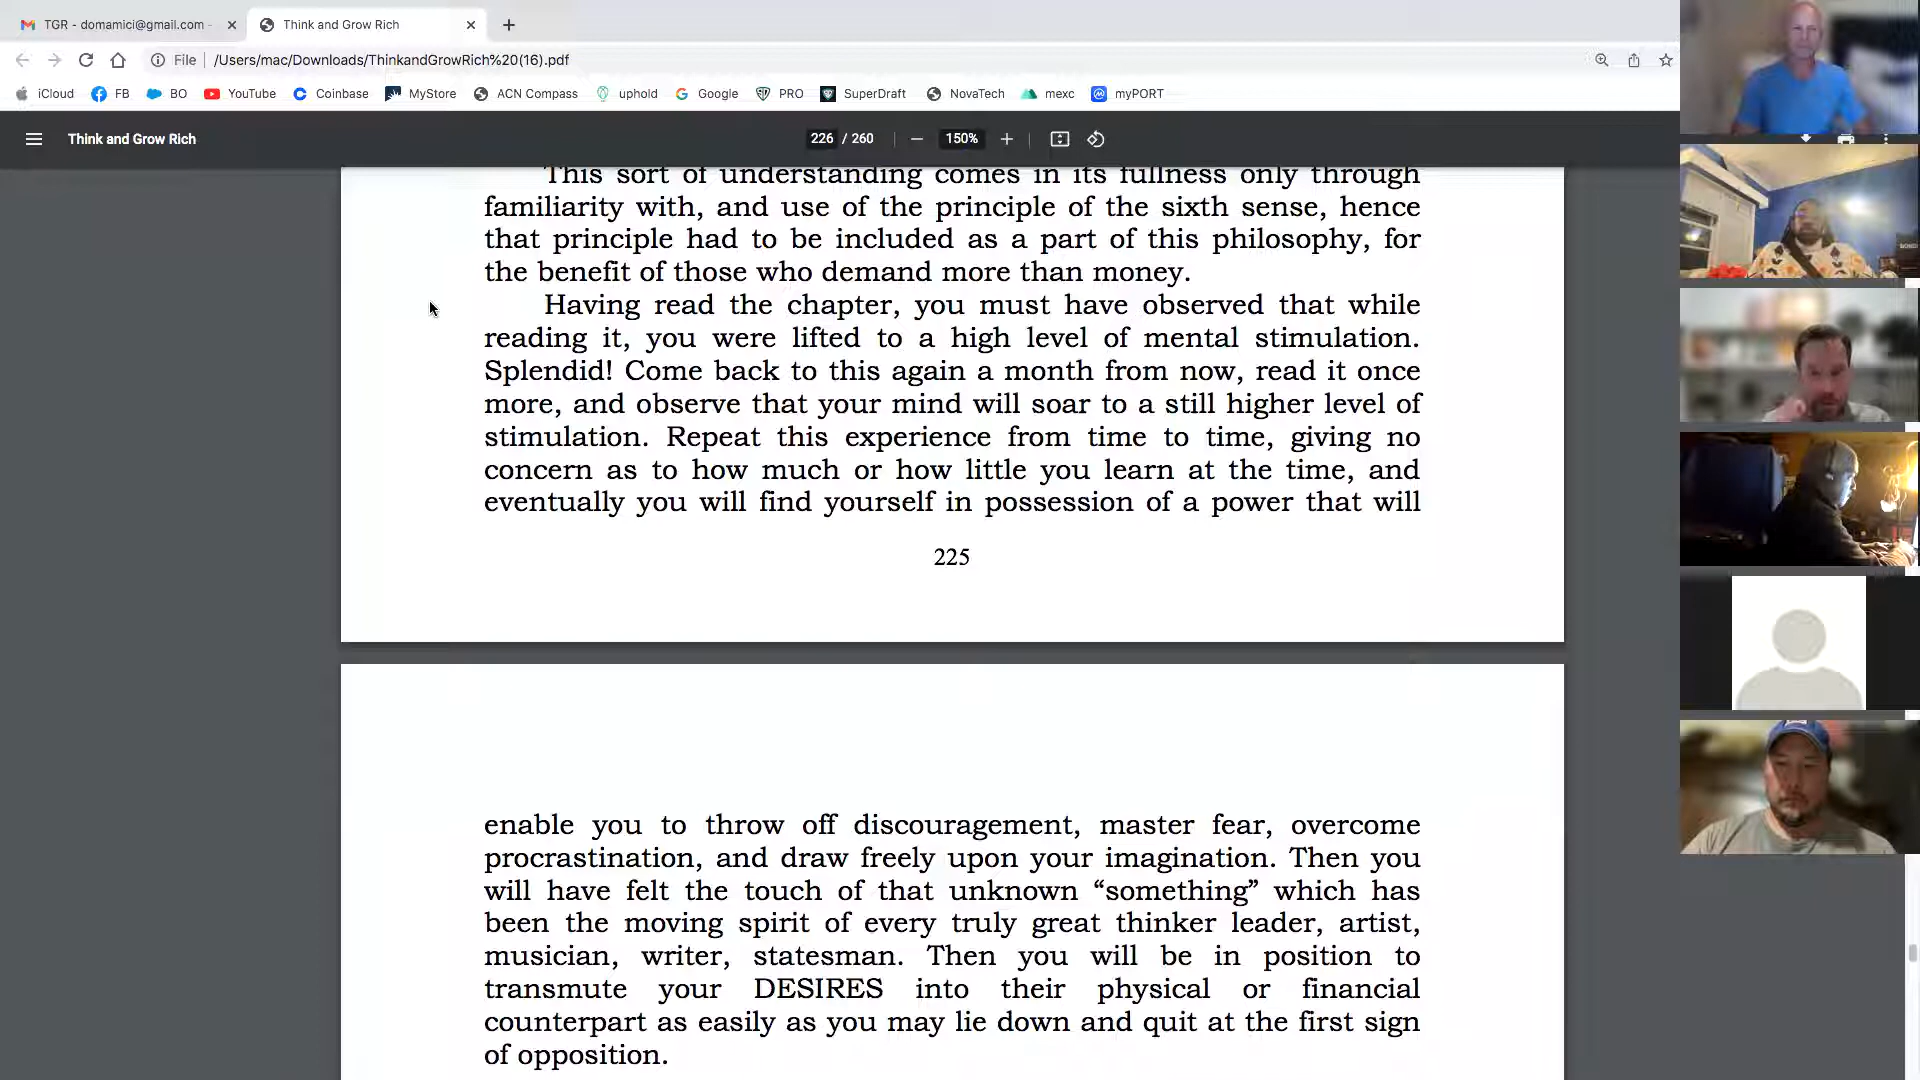 TGR - domamici@gmail.com -
Think and Grow Rich
File
/Users/mac/Downloads/ThinkandGrowRich%20(16).pdf
iCloud FB BO YouTube Coinbase MyStore ACN Compass uphold Google PRO SuperDraft NovaTech mexc myPORT
Think and Grow Rich
226 / 260
150%
This sort of understanding comes in its fullness only through
familiarity with, and use of the principle of the sixth sense, hence
that principle had to be included as a part of this philosophy, for
the benefit of those who demand more than money.
Having read the chapter, you must have observed that while
reading it, you were lifted to a high level of mental stimulation.
Splendid! Come back to this again a month from now, read it once
more, and observe that your mind will soar to a still higher level of
stimulation. Repeat this experience from time to time, giving no
concern as to how much or how little you learn at the time, and
eventually you will find yourself in possession of a power that will
225
enable you to throw off discouragement, master fear, overcome
procrastination, and draw freely upon your imagination. Then you
will have felt the touch of that unknown “something” which has
been the moving spirit of every truly great thinker leader, artist,
musician, writer, statesman. Then you will be in position to
transmute your DESIRES into their physical or financial
counterpart as easily as you may lie down and quit at the first sign
of opposition.